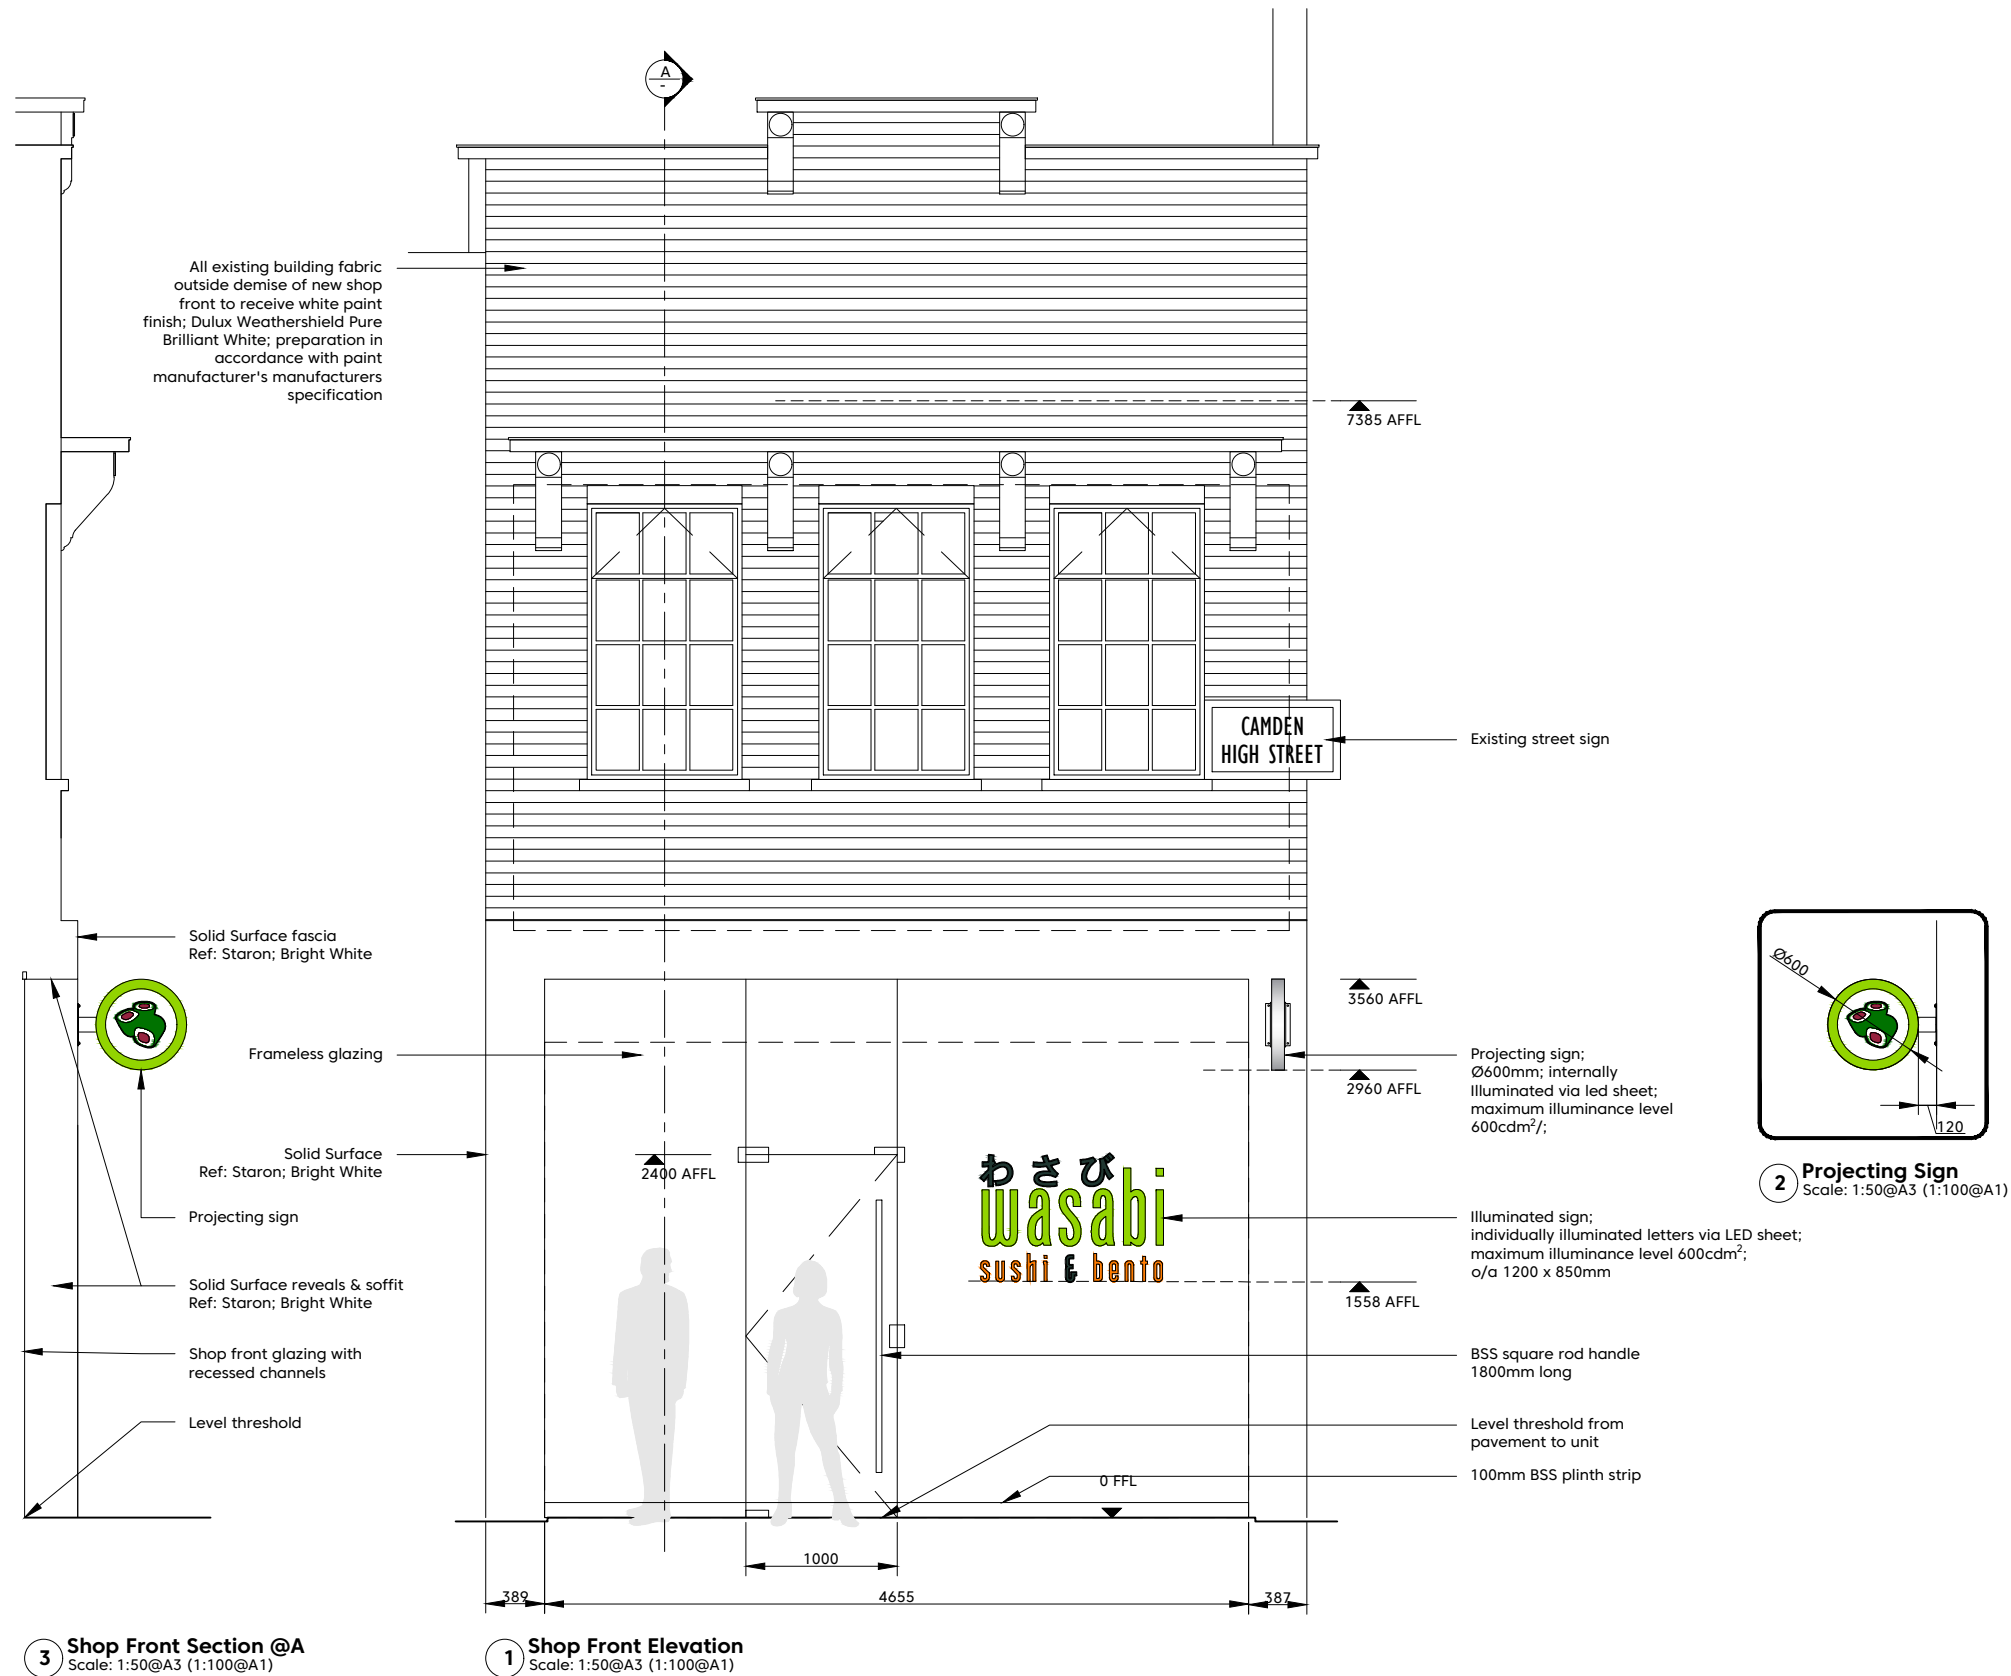 A
-
All existing building fabric
outside demise of new shop
front to receive white paint
finish; Dulux Weathershield Pure
Brilliant White; preparation in
accordance with paint
manufacturer's manufacturers
specification
7385 AFFL
CAMDEN
HIGH STREET
Existing street sign
Solid Surface fascia
Ref: Staron; Bright White
3560 AFFL
Frameless glazing
Projecting sign;
Ø600mm; internally
Illuminated via led sheet;
maximum illuminance level
600cdm²/;
2960 AFFL
Ø600
120
2 Projecting Sign
Scale: 1:50@A3 (1:100@A1)
Solid Surface
Ref: Staron; Bright White
2400 AFFL
わさび
wasabi
sushi & bento
Projecting sign
Illuminated sign;
individually illuminated letters via LED sheet;
maximum illuminance level 600cdm²;
o/a 1200 x 850mm
1558 AFFL
Solid Surface reveals & soffit
Ref: Staron; Bright White
Shop front glazing with
recessed channels
BSS square rod handle
1800mm long
Level threshold
Level threshold from
pavement to unit
100mm BSS plinth strip
0 FFL
1000
389
4655
387
3 Shop Front Section @A
Scale: 1:50@A3 (1:100@A1)
1 Shop Front Elevation
Scale: 1:50@A3 (1:100@A1)